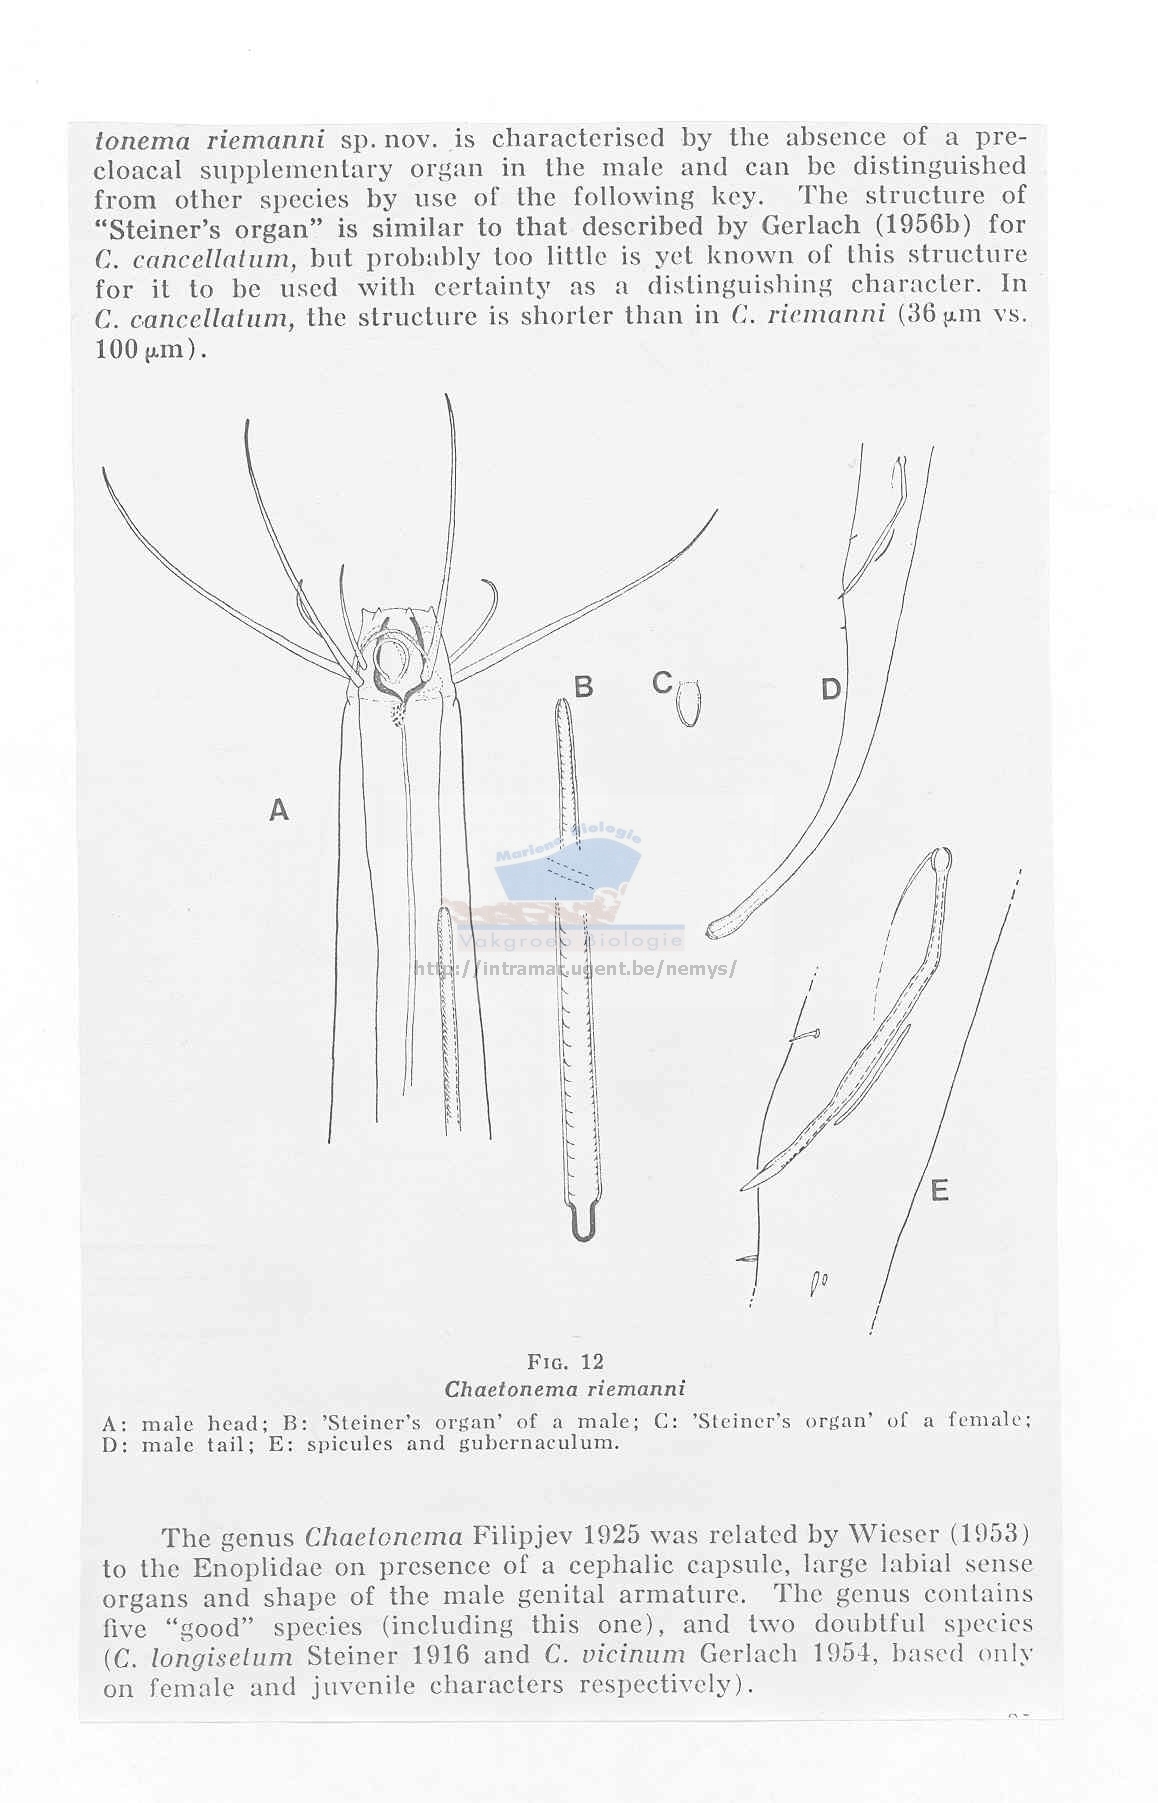 tonema riemanni sp. nov. is characterised by the absence of a pre-
cloacal supplementary organ in the male and can be distinguished
from other species by use of the following key. The structure of
“Steiner’s organ” is similar to that described by Gerlach (1956b) for
C. cancellatum, but probably too little is yet known of this structure
for it to be used with certainty as a distinguishing character. In
C. cancellatum, the structure is shorter than in C. riemanni (36 µm vs.
100 µm).
B
C
D
A
Mariene Biologie
Vakgroep Biologie
http://intramar.ugent.be/nemys/
E
FIG. 12
Chaetonema riemanni
A: male head; B: 'Steiner's organ' of a male; C: 'Steiner's organ' of a female;
D: male tail; E: spicules and gubernaculum.
The genus Chaetonema Filipjev 1925 was related by Wieser (1953)
to the Enoplidae on presence of a cephalic capsule, large labial sense
organs and shape of the male genital armature. The genus contains
five “good” species (including this one), and two doubtful species
(C. longisetum Steiner 1916 and C. vicinum Gerlach 1954, based only
on female and juvenile characters respectively).